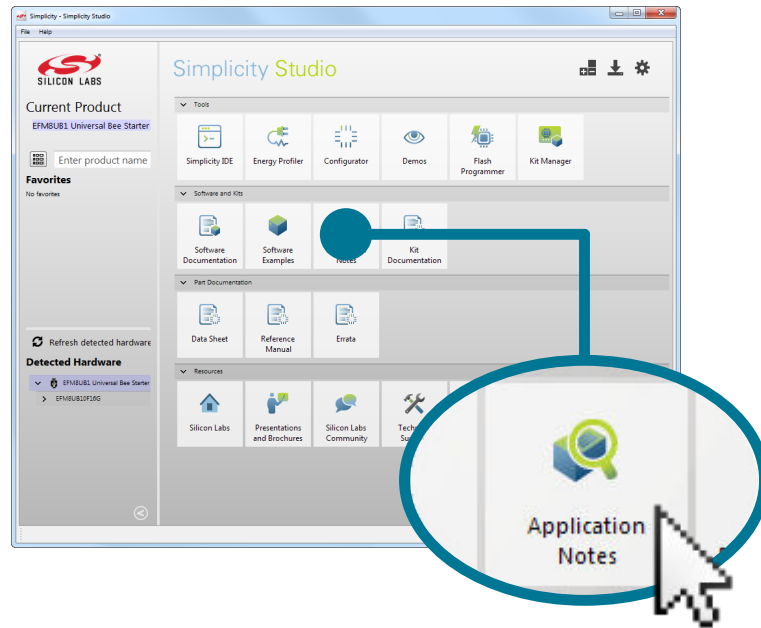 Simplicity - Simplicity Studio
File Help
SILICON LABS
Simplicity Studio
Current Product
EFM8UB1 Universal Bee Starter
Enter product name
Favorites
No favorites
Tools
Simplicity IDE
Energy Profiler
Configurator
Demos
Flash
Programmer
Kit Manager
Software and Kits
Software
Documentation
Software
Examples
Notes
Kit
Documentation
Part Documentation
Data Sheet
Reference
Manual
Errata
Refresh detected hardware
Detected Hardware
EFM8UB1 Universal Bee Starter
EFM8UB10F16G
Resources
Silicon Labs
Presentations
and Brochures
Silicon Labs
Community
Application
Notes